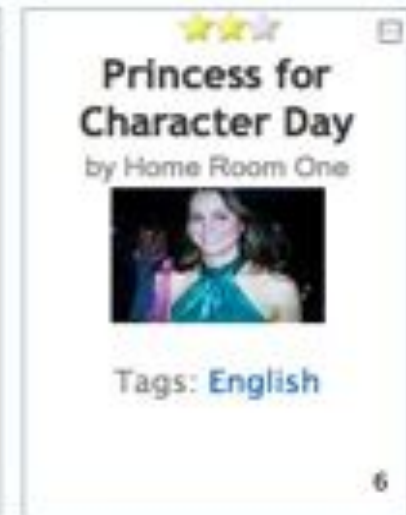 Princess for
Character Day
by Home Room One
Tags: English
6